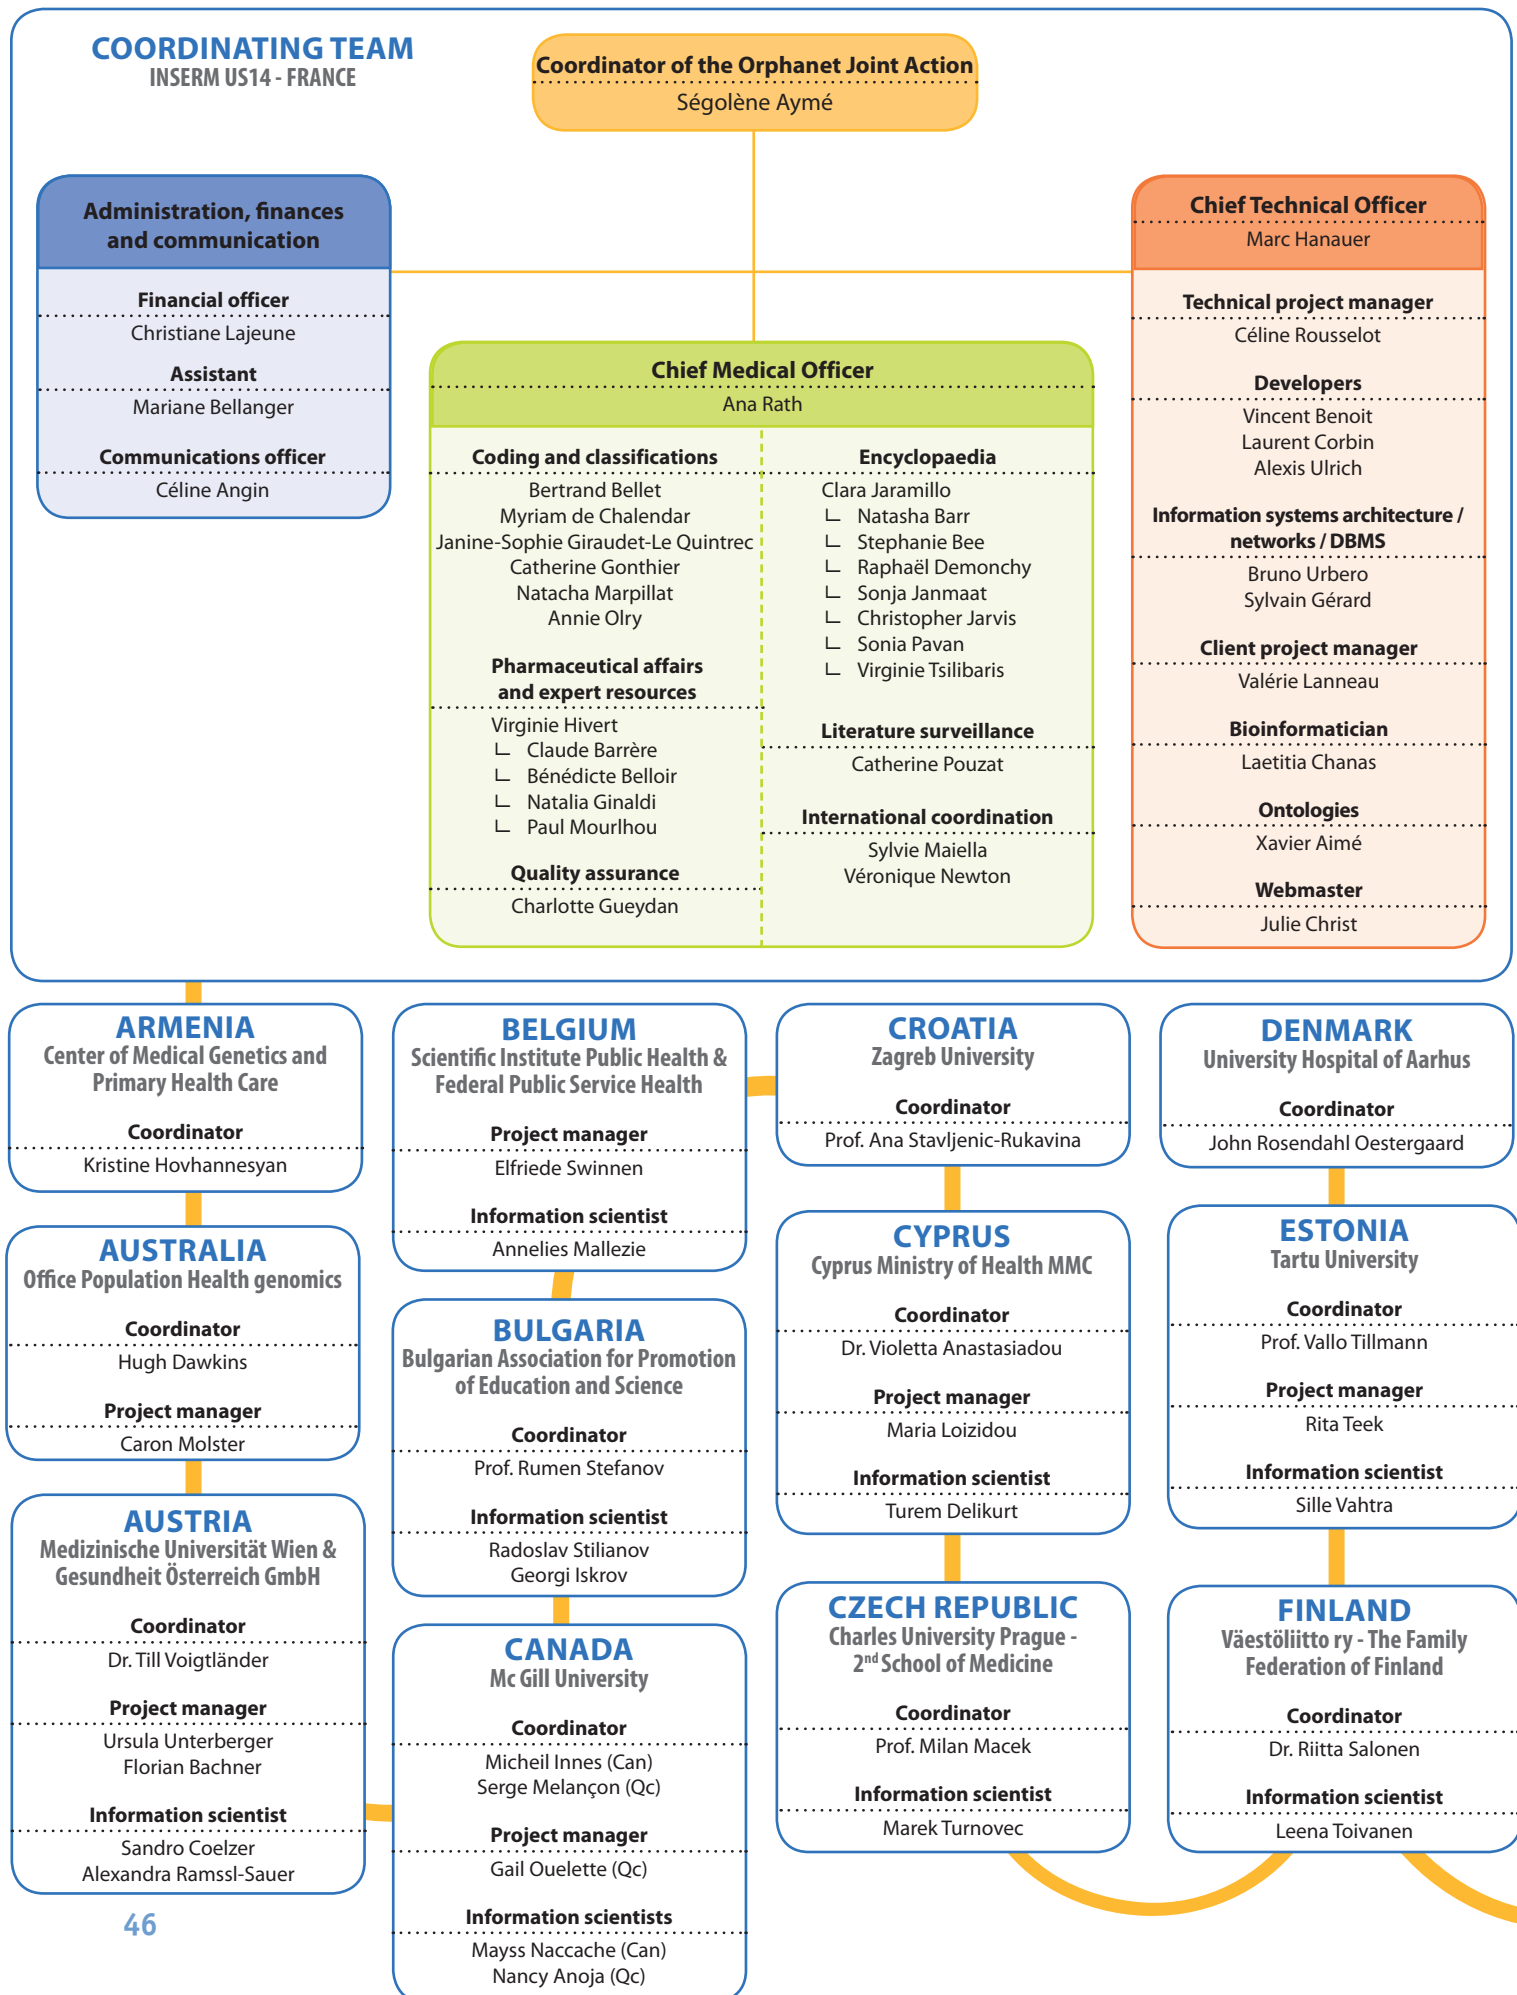 COORDINATING TEAM
INSERM US14 - FRANCE
Coordinator of the Orphanet Joint Action
Ségolène Aymé
Administration, finances
and communication
Financial officer
Christiane Lajeune
Assistant
Mariane Bellanger
Communications officer
Céline Angin
Chief Medical Officer
Ana Rath
Coding and classifications
Bertrand Bellet
Myriam de Chalendar
Janine-Sophie Giraudet-Le Quintrec
Catherine Gonthier
Natacha Marpillat
Annie Olry
Pharmaceutical affairs
and expert resources
Virginie Hivert
Claude Barrère
Bénédicte Belloir
Natalia Ginaldi
Paul Mourlhou
Quality assurance
Charlotte Gueydan
Encyclopaedia
Clara Jaramillo
Natasha Barr
Stephanie Bee
Raphaël Demonchy
Sonja Janmaat
Christopher Jarvis
Sonia Pavan
Virginie Tsilibaris
Literature surveillance
Catherine Pouzat
International coordination
Sylvie Maiella
Véronique Newton
Chief Technical Officer
Marc Hanauer
Technical project manager
Céline Rousselot
Developers
Vincent Benoit
Laurent Corbin
Alexis Ulrich
Information systems architecture /
networks / DBMS
Bruno Urbero
Sylvain Gérard
Client project manager
Valérie Lanneau
Bioinformatician
Laetitia Chanas
Ontologies
Xavier Aimé
Webmaster
Julie Christ
ARMENIA
Center of Medical Genetics and
Primary Health Care
Coordinator
Kristine Hovhannesyan
AUSTRALIA
Office Population Health genomics
Coordinator
Hugh Dawkins
Project manager
Caron Molster
AUSTRIA
Medizinische Universität Wien &
Gesundheit Österreich GmbH
Coordinator
Dr. Till Voigtländer
Project manager
Ursula Unterberger
Florian Bachner
Information scientist
Sandro Coelzer
Alexandra Ramssl-Sauer
BELGIUM
Scientific Institute Public Health &
Federal Public Service Health
Project manager
Elfriede Swinnen
Information scientist
Annelies Mallezie
BULGARIA
Bulgarian Association for Promotion
of Education and Science
Coordinator
Prof. Rumen Stefanov
Information scientist
Radoslav Stilianov
Georgi Iskrov
CANADA
Mc Gill University
Coordinator
Micheil Innes (Can)
Serge Melançon (Qc)
Project manager
Gail Ouelette (Qc)
Information scientists
Mayss Naccache (Can)
Nancy Anoja (Qc)
CROATIA
Zagreb University
Coordinator
Prof. Ana Stavljenic-Rukavina
CYPRUS
Cyprus Ministry of Health MMC
Coordinator
Dr. Violetta Anastasiadou
Project manager
Maria Loizidou
Information scientist
Turem Delikurt
CZECH REPUBLIC
Charles University Prague -
2nd School of Medicine
Coordinator
Prof. Milan Macek
Information scientist
Marek Turnovec
DENMARK
University Hospital of Aarhus
Coordinator
John Rosendahl Oestergaard
ESTONIA
Tartu University
Coordinator
Prof. Vallo Tillmann
Project manager
Rita Teek
Information scientist
Sille Vahtra
FINLAND
Väestöliitto ry - The Family
Federation of Finland
Coordinator
Dr. Riitta Salonen
Information scientist
Leena Toivanen
46